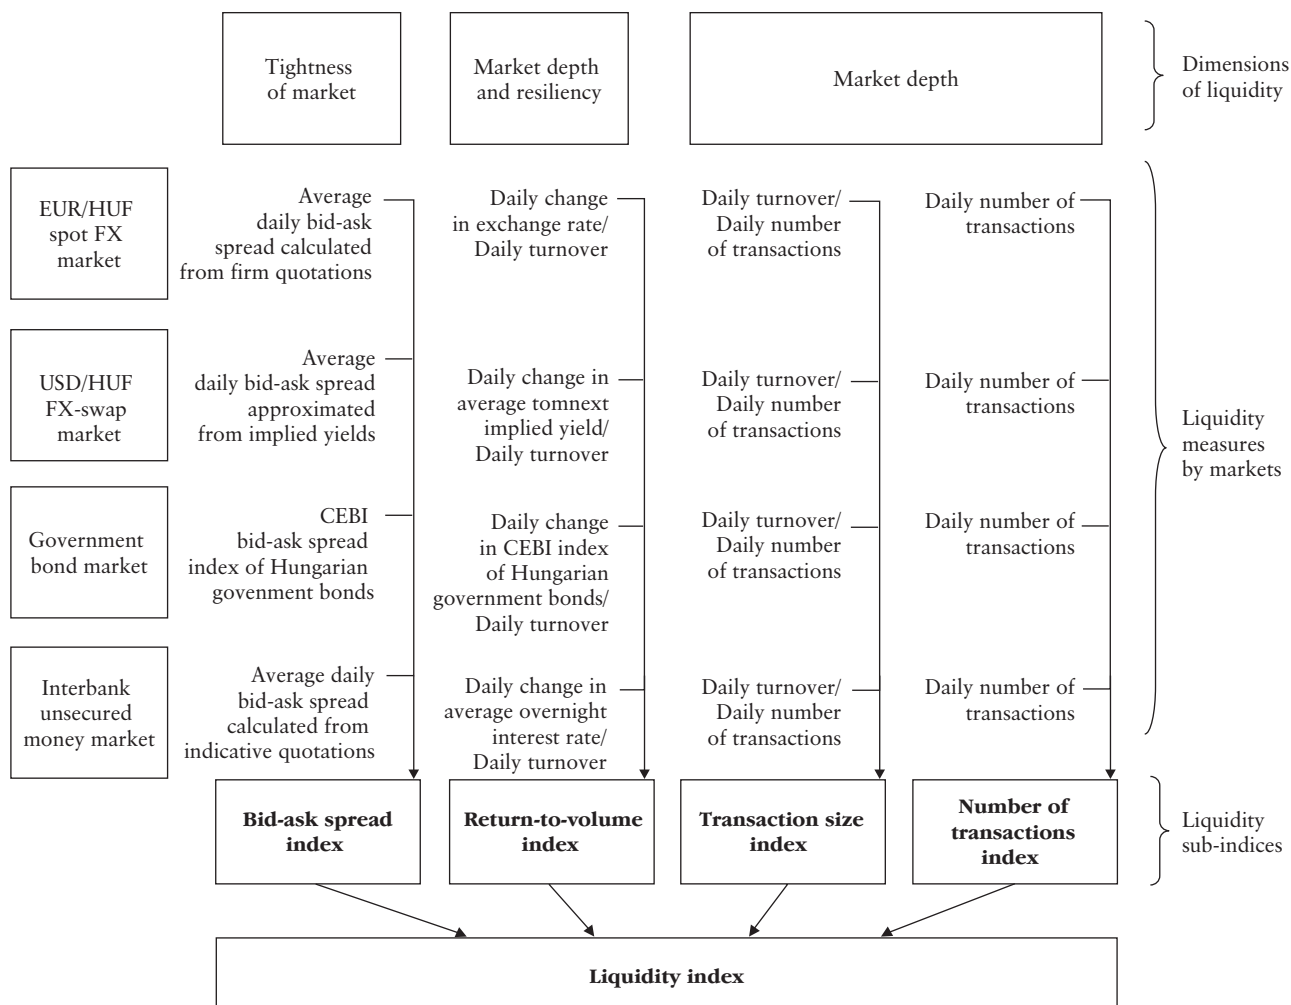 Tightness
of market
Market depth
and resiliency
Market depth
Dimensions
of liquidity
EUR/HUF
spot FX
market
Average
daily bid-ask
spread calculated
from firm quotations
Daily change
in exchange rate/
Daily turnover
Daily turnover/
Daily number
of transactions
Daily number of
transactions
USD/HUF
FX-swap
market
Average
daily bid-ask spread
approximated
from implied yields
Daily change in
average tomnext
implied yield/
Daily turnover
Daily turnover/
Daily number
of transactions
Daily number of
transactions
Liquidity
measures
by markets
Government
bond market
CEBI
bid-ask spread
index of Hungarian
govenment bonds
Daily change
in CEBI index
of Hungarian
government bonds/
Daily turnover
Daily turnover/
Daily number
of transactions
Daily number of
transactions
Interbank
unsecured
money market
Average daily
bid-ask spread
calculated from
indicative quotations
Daily change in
average overnight
interest rate/
Daily turnover
Daily turnover/
Daily number
of transactions
Daily number of
transactions
Bid-ask spread
index
Return-to-volume
index
Transaction size
index
Number of
transactions
index
Liquidity
sub-indices
Liquidity index